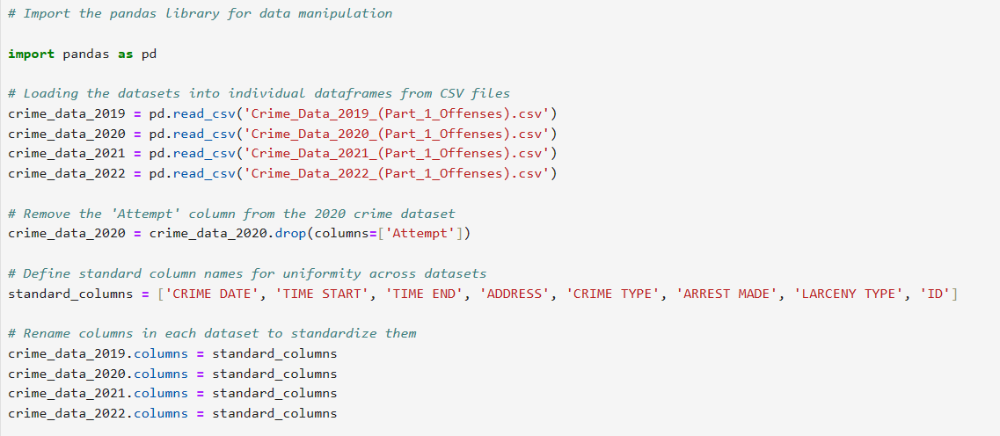 # Import the pandas library for data manipulation
import pandas as pd
# Loading the datasets into individual dataframes from CSV files
crime_data_2019 = pd.read_csv('Crime_Data_2019_(Part_1_Offenses).csv')
crime_data_2020 = pd.read_csv('Crime_Data_2020_(Part_1_Offenses).csv')
crime_data_2021 = pd.read_csv('Crime_Data_2021_(Part_1_Offenses).csv')
crime_data_2022 = pd.read_csv('Crime_Data_2022_(Part_1_Offenses).csv')
# Remove the 'Attempt' column from the 2020 crime dataset
crime_data_2020 = crime_data_2020.drop(columns=['Attempt'])
# Define standard column names for uniformity across datasets
standard_columns = ['CRIME DATE', 'TIME START', 'TIME END', 'ADDRESS', 'CRIME TYPE', 'ARREST MADE', 'LARCENY TYPE', 'ID']
# Rename columns in each dataset to standardize them
crime_data_2019.columns = standard_columns
crime_data_2020.columns = standard_columns
crime_data_2021.columns = standard_columns
crime_data_2022.columns = standard_columns